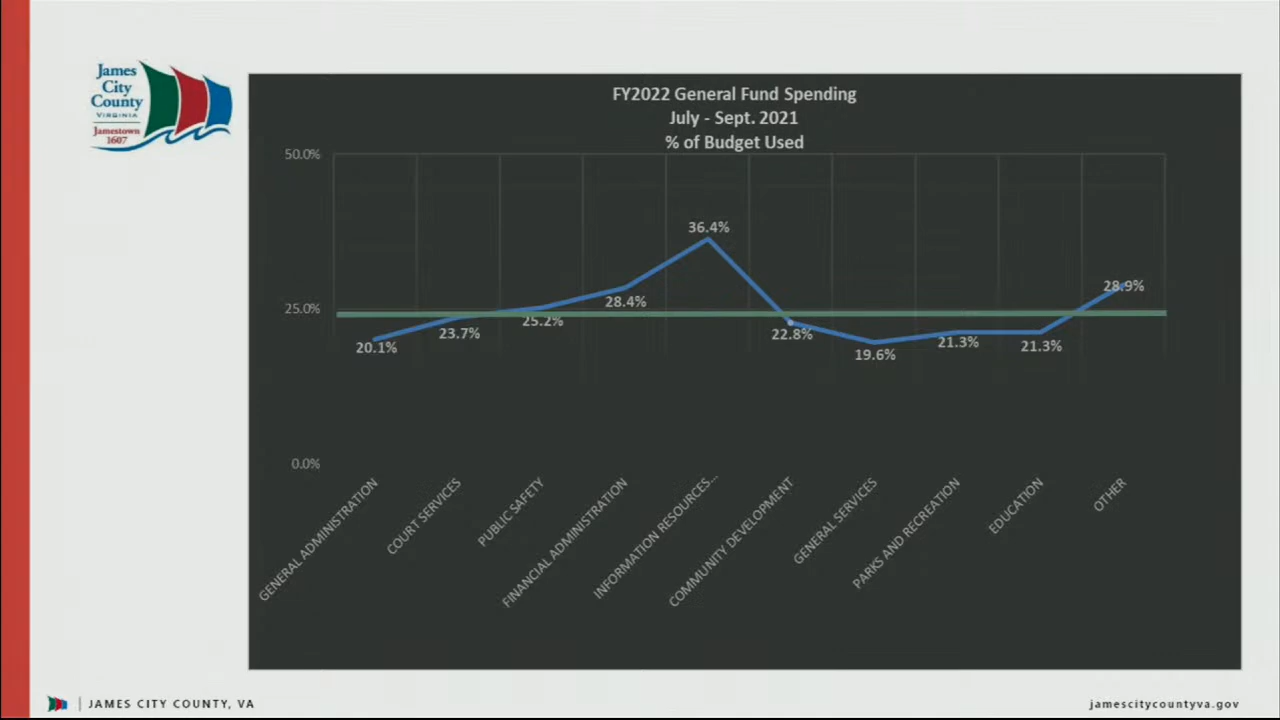 James
City
County
VIRGINIA
Jamestown
1607
FY2022 General Fund Spending
July - Sept. 2021
% of Budget Used
50.0%
25.0%
0.0%
20.1%
23.7%
25.2%
28.4%
36.4%
22.8%
19.6%
21.3%
21.3%
28.9%
GENERAL ADMINISTRATION
COURT SERVICES
PUBLIC SAFETY
FINANCIAL ADMINISTRATION
INFORMATION RESOURCES...
COMMUNITY DEVELOPMENT
GENERAL SERVICES
PARKS AND RECREATION
EDUCATION
OTHER
JAMES CITY COUNTY, VA
jamescitycountyva.gov